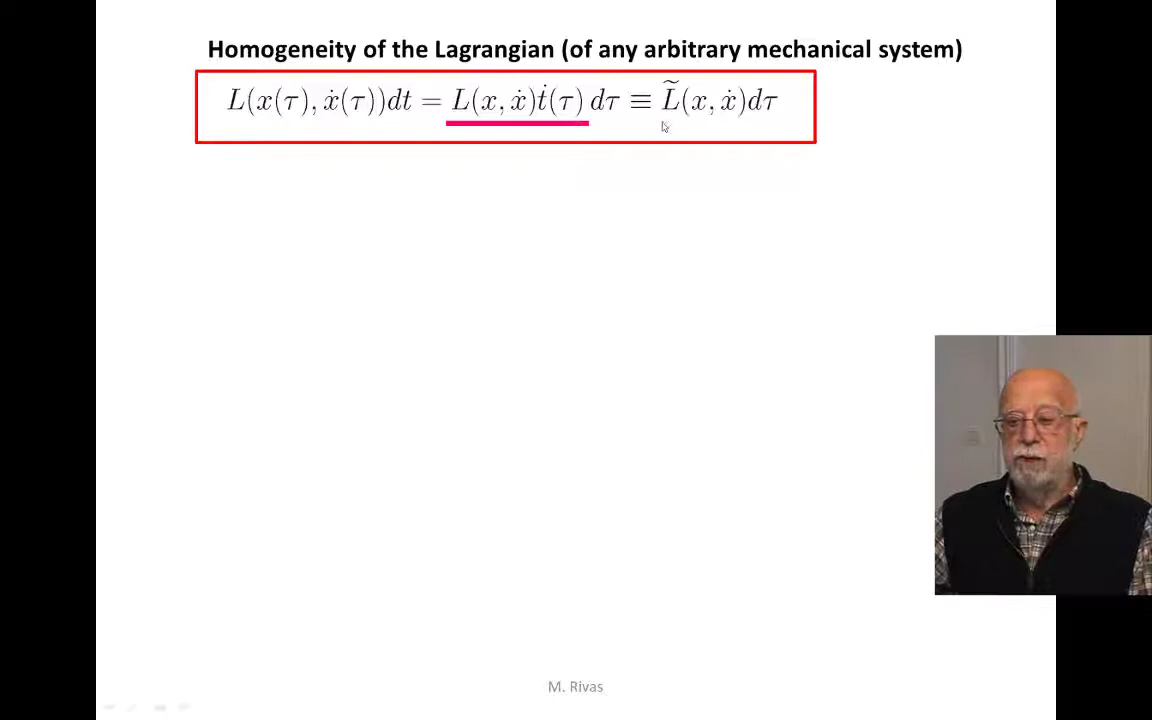 Homogeneity of the Lagrangian (of any arbitrary mechanical system)
L(x(τ), ẋ(τ))dt = L(x, ẋ)ṫ(τ) dτ ≡ L̃(x, ẋ)dτ
M. Rivas